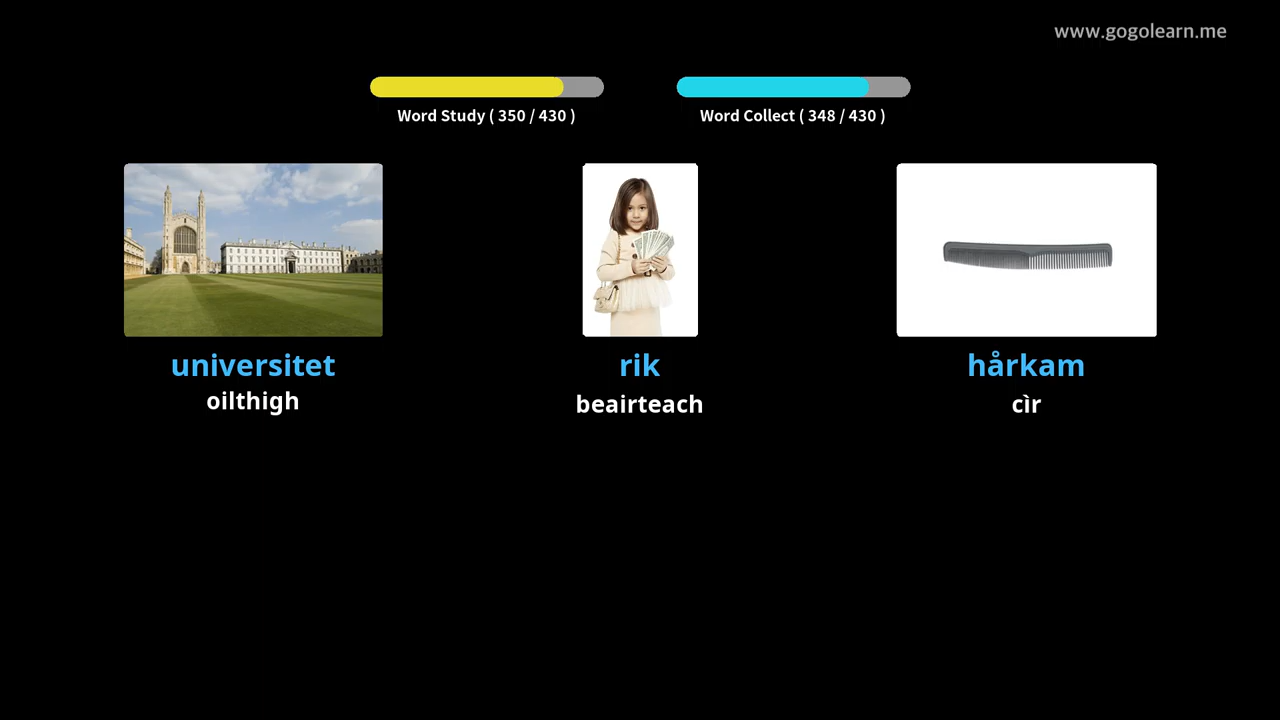 www.gogolearn.me
Word Study ( 350 / 430 )
Word Collect ( 348 / 430 )
universitet
oilthigh
rik
beairteach
hårkam
cìr